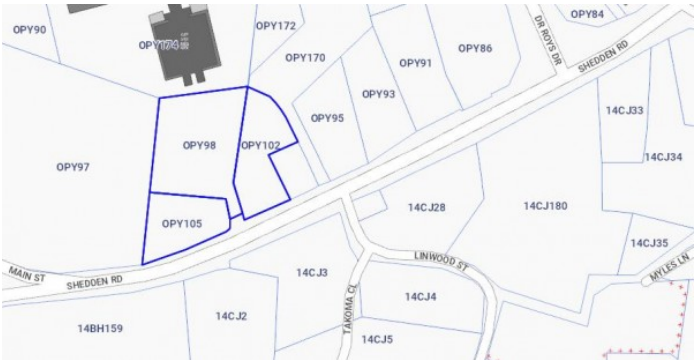 OPY90
OPY172
OPY84
OPY174
DR ROYS DR
OPY170
OPY91
OPY86
SHEDDEN RD
OPY93
OPY95
14CJ33
OPY98
OPY102
14CJ34
OPY97
14CJ28
14CJ180
OPY105
14CJ35
LINWOOD ST
MYLES LN
MAIN ST
SHEDDEN RD
14CJ3
TAKOMA CL
14CJ4
14BH159
14CJ2
14CJ5